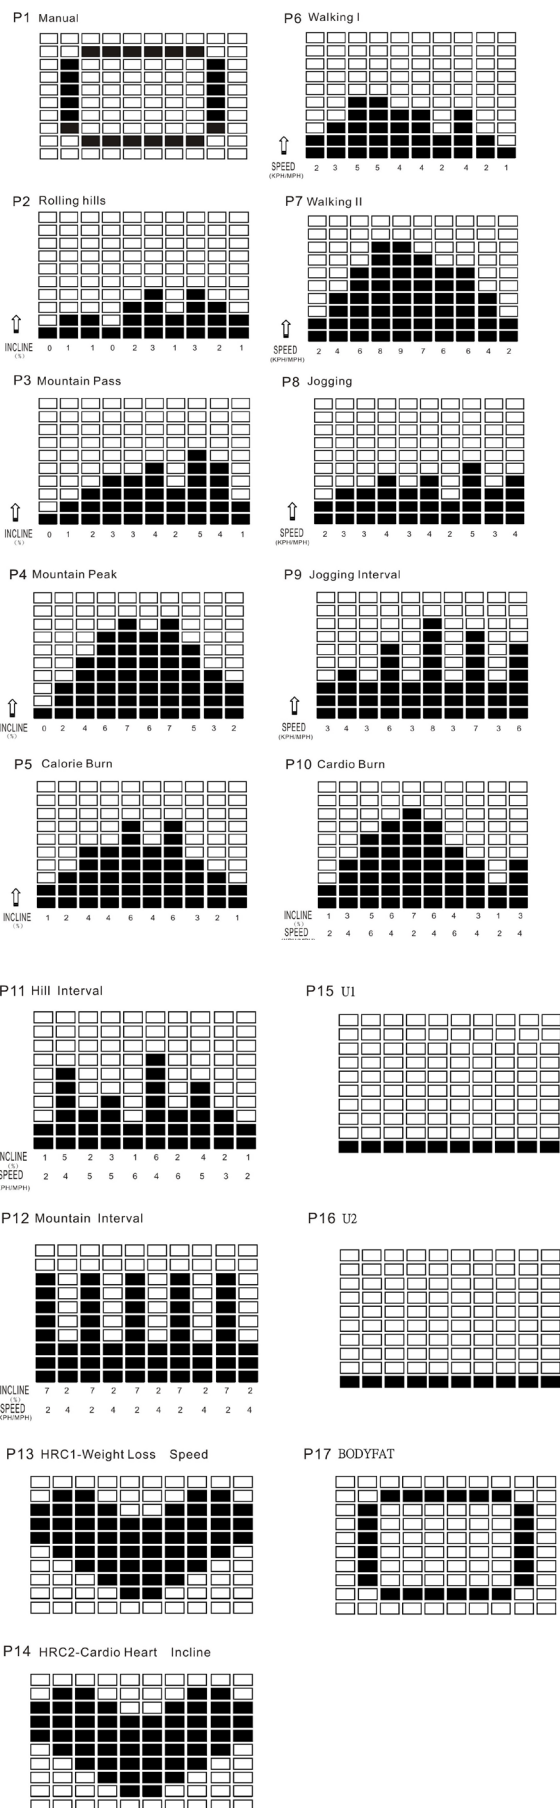 P1 Manual
P2 Rolling hills
INCLINE 0 1 1 0 2 3 1 3 2 1
(%)
P3 Mountain Pass
INCLINE 0 1 2 3 3 4 2 5 4 1
(%)
P4 Mountain Peak
NCLINE 0 2 4 6 7 6 7 5 3 2
(%)
P5 Calorie Burn
INCLINE 1 2 4 4 6 4 6 3 2 1
(%)
P6 Walking I
SPEED 2 3 5 5 4 4 2 4 2 1
(KPH/MPH)
P7 Walking II
SPEED 2 4 6 8 9 7 6 6 4 2
(KPH/MPH)
P8 Jogging
SPEED 2 3 3 4 3 4 2 5 3 4
(KPH/MPH)
P9 Jogging Interval
SPEED 3 4 3 6 3 8 3 7 3 6
(KPH/MPH)
P10 Cardio Burn
INCLINE 1 3 5 6 7 6 4 3 1 3
(%)
SPEED 2 4 6 4 2 4 6 4 2 4
P11 Hill Interval
NCLINE 1 5 2 3 1 6 2 4 2 1
(%)
SPEED 2 4 5 5 6 4 6 5 3 2
PH/MPH)
P12 Mountain Interval
INCLINE 7 2 7 2 7 2 7 2 7 2
(%)
SPEED 2 4 2 4 2 4 2 4 2 4
KPH/MPH)
P13 HRC1-Weight Loss Speed
P14 HRC2-Cardio Heart Incline
P15 U1
P16 U2
P17 BODYFAT